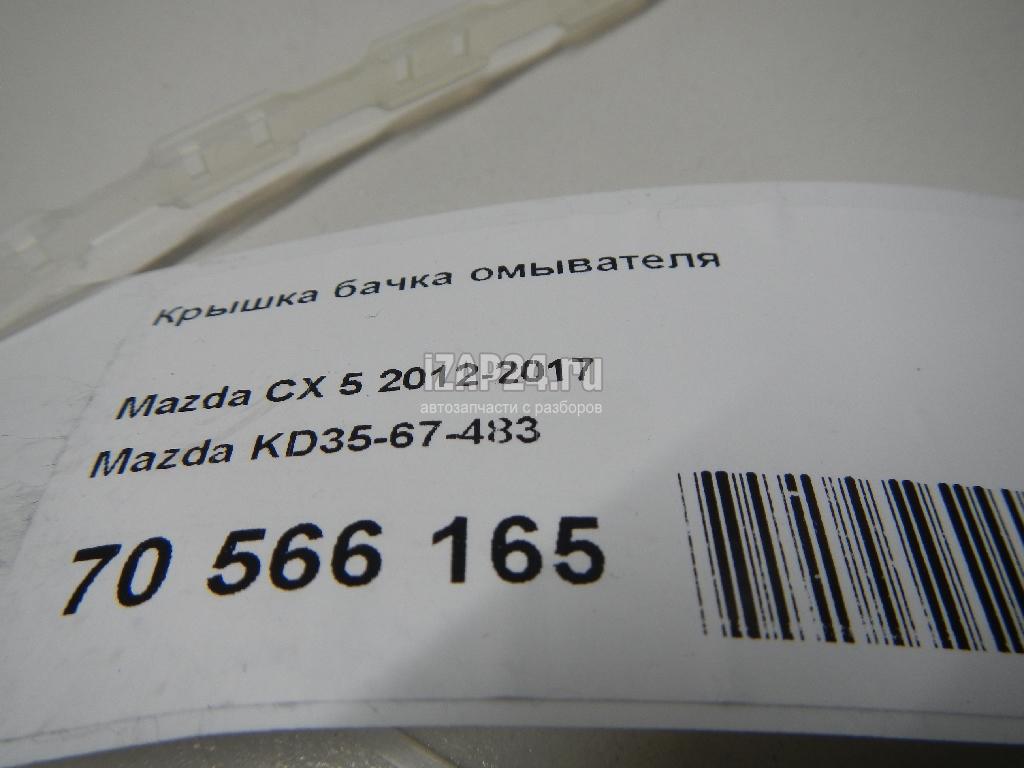 Крышка бачка омывателя
Mazda CX 5 2012-2017
iZAP24.ru
автозапчасти с разборов
Mazda KD35-67-483
70 566 165